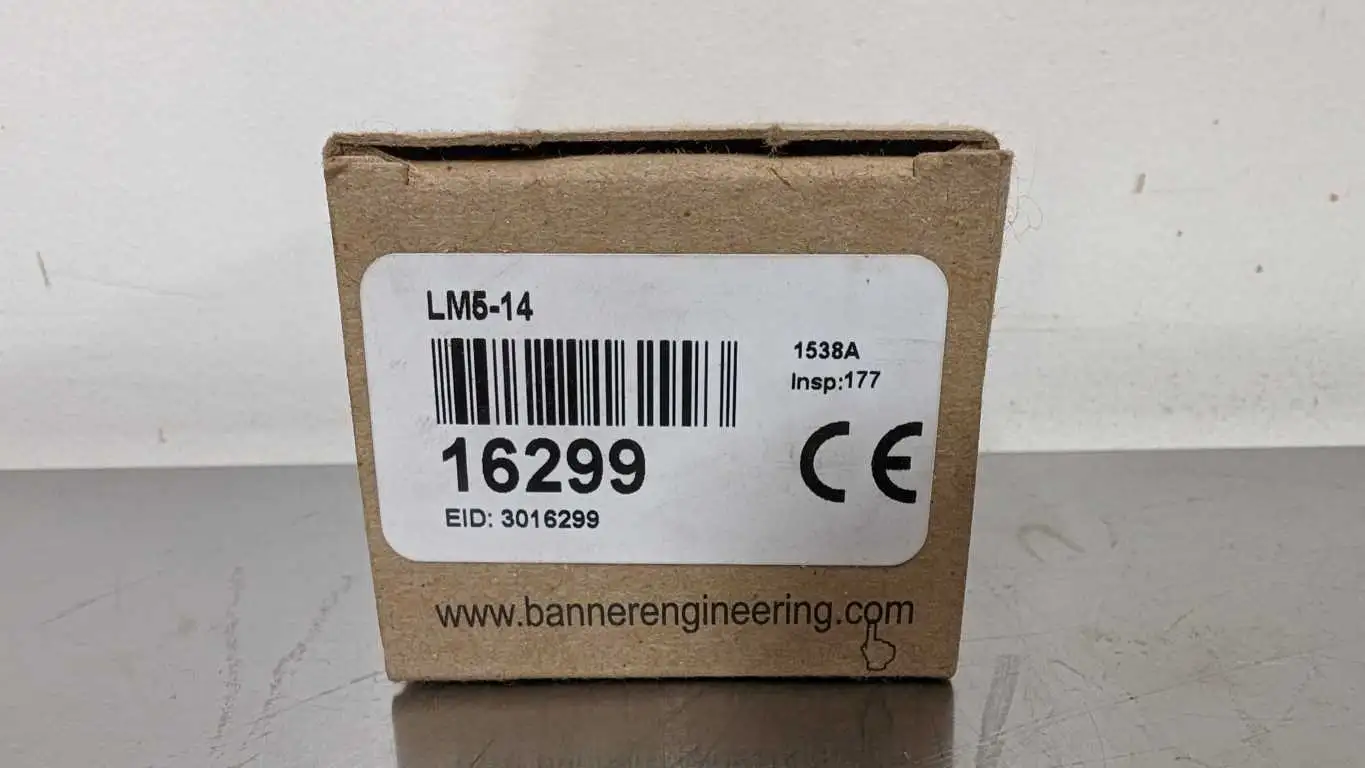 LM5-14
1538A
Insp:177
16299
CE
EID: 3016299
www.bannerengineering.com